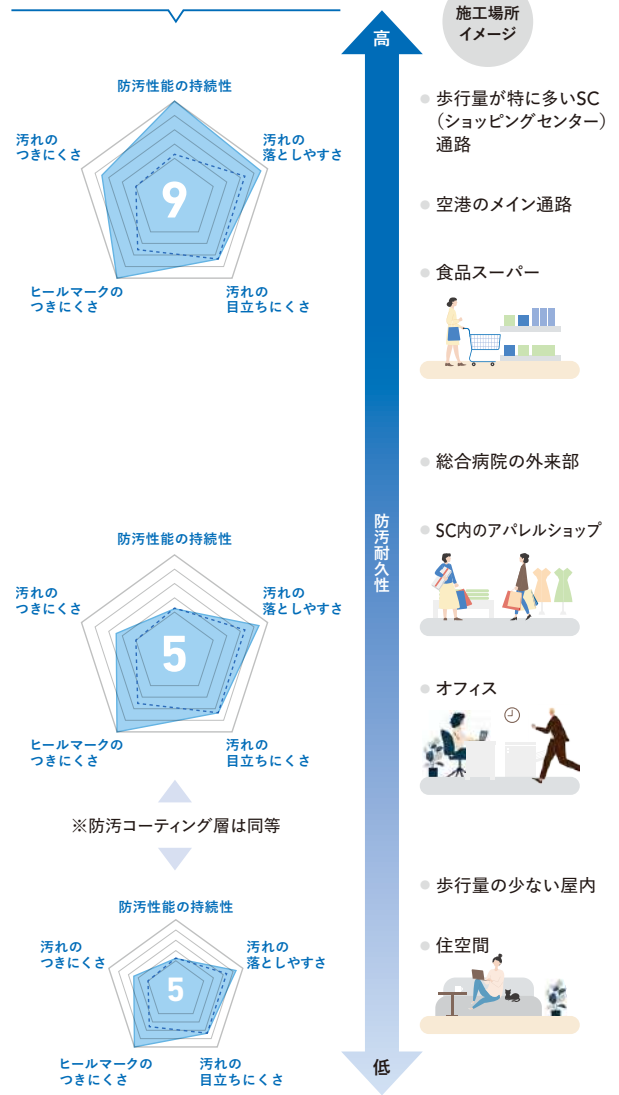 施工場所
イメージ
高
防汚性能の持続性
汚れの
つきにくさ
汚れの
落としやすさ
9
ヒールマークの
つきにくさ
汚れの
目立ちにくさ
歩行量が特に多いSC
（ショッピングセンター）
通路
空港のメイン通路
食品スーパー
防汚耐久性
総合病院の外来部
SC内のアパレルショップ
オフィス
防汚性能の持続性
汚れの
つきにくさ
汚れの
落としやすさ
5
ヒールマークの
つきにくさ
汚れの
目立ちにくさ
※防汚コーティング層は同等
歩行量の少ない屋内
住空間
防汚性能の持続性
汚れの
つきにくさ
汚れの
落としやすさ
5
ヒールマークの
つきにくさ
汚れの
目立ちにくさ
低